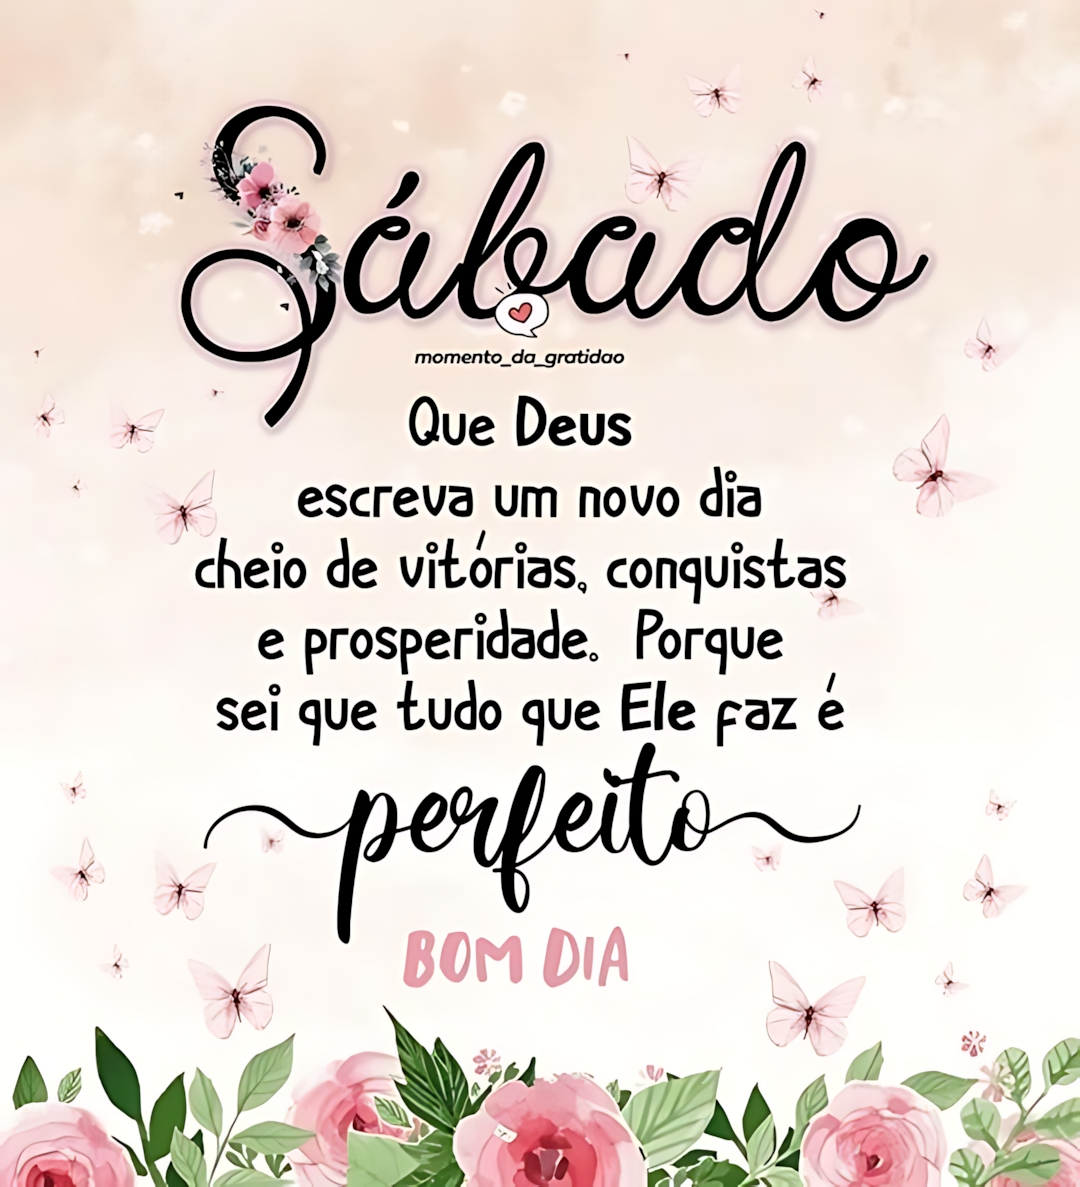 Sábado
momento_da_gratidao
Que Deus
escreva um novo dia
cheio de vitórias, conquistas
e prosperidade. Porque
sei que tudo que Ele faz é
perfeito
BOM DIA